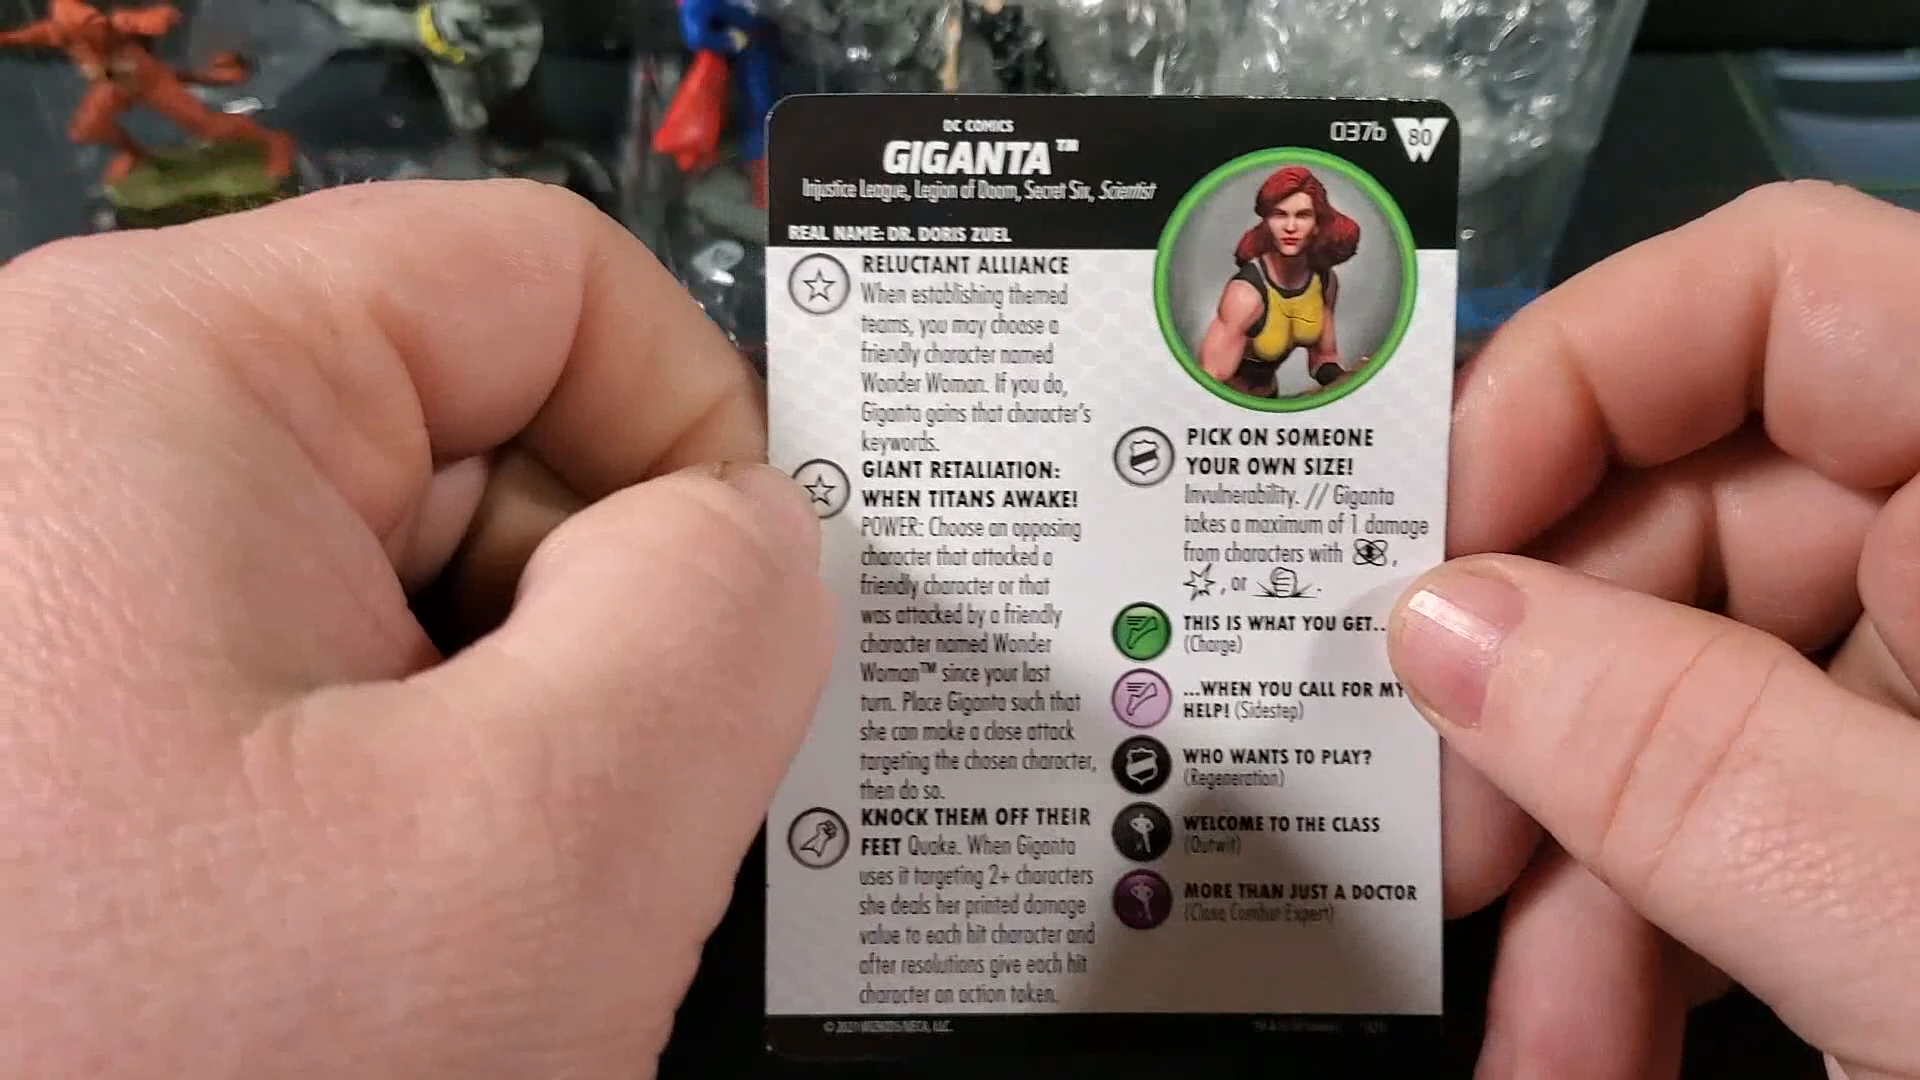 DC COMICS
GIGANTA™
Injustice League, Legion of Doom, Secret Six, Scientist
REAL NAME: DR. DORIS ZUEL
037b
80
RELUCTANT ALLIANCE
When establishing themed
teams, you may choose a
friendly character named
Wonder Woman. If you do,
Giganta gains that character's
keywords.
GIANT RETALIATION:
WHEN TITANS AWAKE!
POWER: Choose an opposing
character that attacked a
friendly character or that
was attacked by a friendly
character named Wonder
Woman™ since your last
turn. Place Giganta such that
she can make a close attack
targeting the chosen character,
then do so.
KNOCK THEM OFF THEIR
FEET Quake. When Giganta
uses it targeting 2+ characters
she deals her printed damage
value to each hit character and
after resolutions give each hit
character an action token.
PICK ON SOMEONE
YOUR OWN SIZE!
Invulnerability. // Giganta
takes a maximum of 1 damage
from characters with ,
, or .
THIS IS WHAT YOU GET...
(Charge)
...WHEN YOU CALL FOR MY
HELP! (Sidestep)
WHO WANTS TO PLAY?
(Regeneration)
WELCOME TO THE CLASS
(Outwit)
MORE THAN JUST A DOCTOR
(Close Combat Expert)
© 2021 WIZKIDS/NECA, LLC.